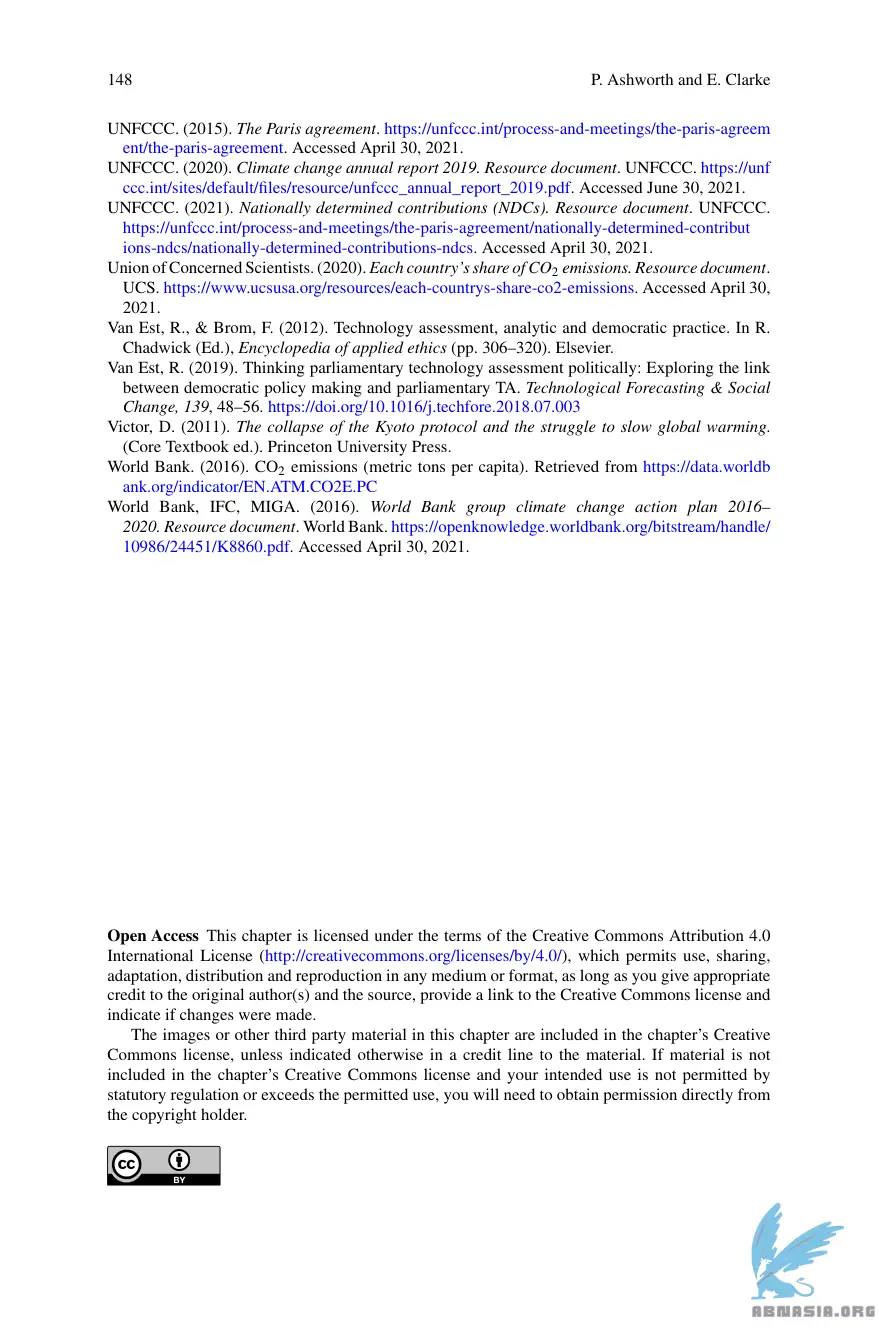 148
P. Ashworth and E. Clarke
UNFCCC. (2015). The Paris agreement. https://unfccc.int/process-and-meetings/the-paris-agreem
ent/the-paris-agreement. Accessed April 30, 2021.
UNFCCC. (2020). Climate change annual report 2019. Resource document. UNFCCC. https://unf
ccc.int/sites/default/files/resource/unfccc_annual_report_2019.pdf. Accessed June 30, 2021.
UNFCCC. (2021). Nationally determined contributions (NDCs). Resource document. UNFCCC.
https://unfccc.int/process-and-meetings/the-paris-agreement/nationally-determined-contribut
ions-ndcs/nationally-determined-contributions-ndcs. Accessed April 30, 2021.
Union of Concerned Scientists. (2020). Each country's share of CO2 emissions. Resource document.
UCS. https://www.ucsusa.org/resources/each-countrys-share-co2-emissions. Accessed April 30,
2021.
Van Est, R., & Brom, F. (2012). Technology assessment, analytic and democratic practice. In R.
Chadwick (Ed.), Encyclopedia of applied ethics (pp. 306–320). Elsevier.
Van Est, R. (2019). Thinking parliamentary technology assessment politically: Exploring the link
between democratic policy making and parliamentary TA. Technological Forecasting & Social
Change, 139, 48–56. https://doi.org/10.1016/j.techfore.2018.07.003
Victor, D. (2011). The collapse of the Kyoto protocol and the struggle to slow global warming.
(Core Textbook ed.). Princeton University Press.
World Bank. (2016). CO2 emissions (metric tons per capita). Retrieved from https://data.worldb
ank.org/indicator/EN.ATM.CO2E.PC
World Bank, IFC, MIGA. (2016). World Bank group climate change action plan 2016–
2020. Resource document. World Bank. https://openknowledge.worldbank.org/bitstream/handle/
10986/24451/K8860.pdf. Accessed April 30, 2021.
Open Access This chapter is licensed under the terms of the Creative Commons Attribution 4.0
International License (http://creativecommons.org/licenses/by/4.0/), which permits use, sharing,
adaptation, distribution and reproduction in any medium or format, as long as you give appropriate
credit to the original author(s) and the source, provide a link to the Creative Commons license and
indicate if changes were made.
The images or other third party material in this chapter are included in the chapter's Creative
Commons license, unless indicated otherwise in a credit line to the material. If material is not
included in the chapter's Creative Commons license and your intended use is not permitted by
statutory regulation or exceeds the permitted use, you will need to obtain permission directly from
the copyright holder.
cc
BY
ABNASIA.ORG